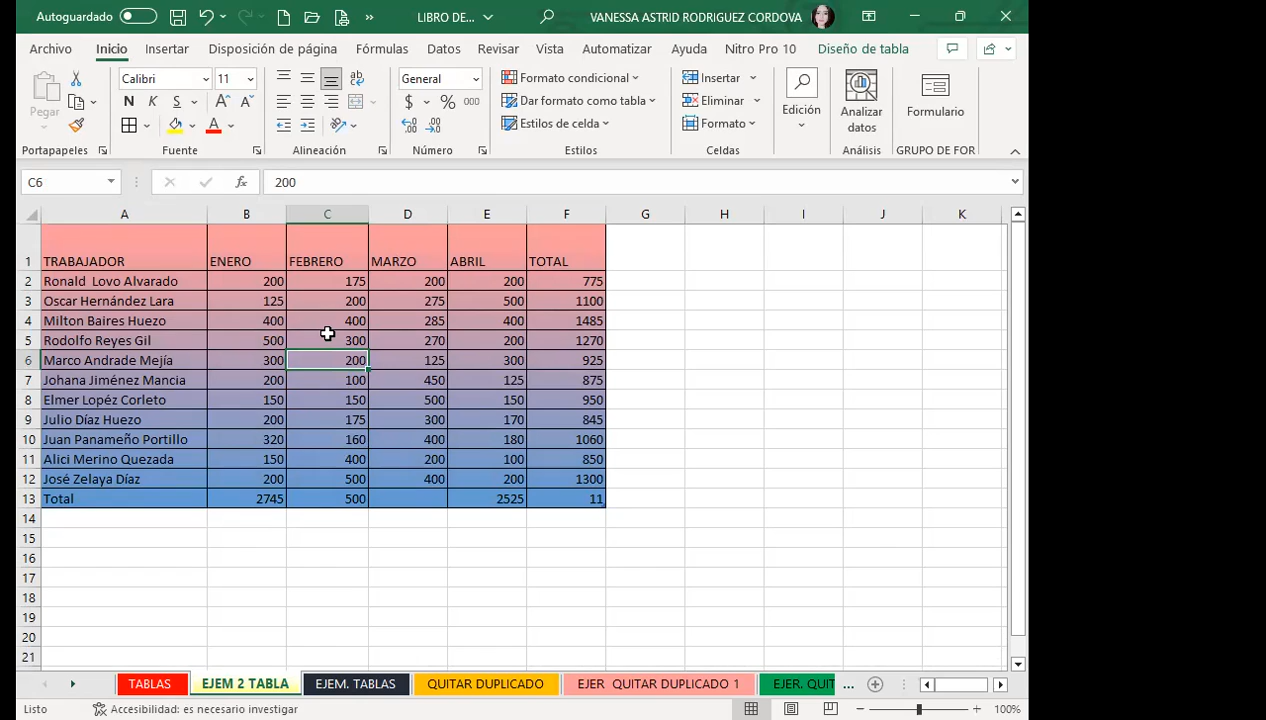 Autoguardado LIBRO DE... VANESSA ASTRID RODRIGUEZ CORDOVA
Archivo Inicio Insertar Disposición de página Fórmulas Datos Revisar Vista Automatizar Ayuda Nitro Pro 10 Diseño de tabla
Pegar Calibri 11 General Formato condicional Insertar Edición Analizar datos Formulario
N K S $ % 000 Dar formato como tabla Eliminar
Estilos de celda Formato
Portapapeles Fuente Alineación Número Estilos Celdas Análisis GRUPO DE FOR
C6 fx 200
A B C D E F G H I J K
1 TRABAJADOR ENERO FEBRERO MARZO ABRIL TOTAL
2 Ronald  Lovo Alvarado 200 175 200 200 775
3 Oscar Hernández Lara 125 200 275 500 1100
4 Milton Baires Huezo 400 400 285 400 1485
5 Rodolfo Reyes Gil 500 300 270 200 1270
6 Marco Andrade Mejía 300 200 125 300 925
7 Johana Jiménez Mancia 200 100 450 125 875
8 Elmer Lopéz Corleto 150 150 500 150 950
9 Julio Díaz Huezo 200 175 300 170 845
10 Juan Panameño Portillo 320 160 400 180 1060
11 Alici Merino Quezada 150 400 200 100 850
12 José Zelaya Díaz 200 500 400 200 1300
13 Total 2745 500 2525 11
14
15
16
17
18
19
20
21
TABLAS EJEM 2 TABLA EJEM. TABLAS QUITAR DUPLICADO EJER  QUITAR DUPLICADO 1 EJER. QUIT ...
Listo Accesibilidad: es necesario investigar 100%